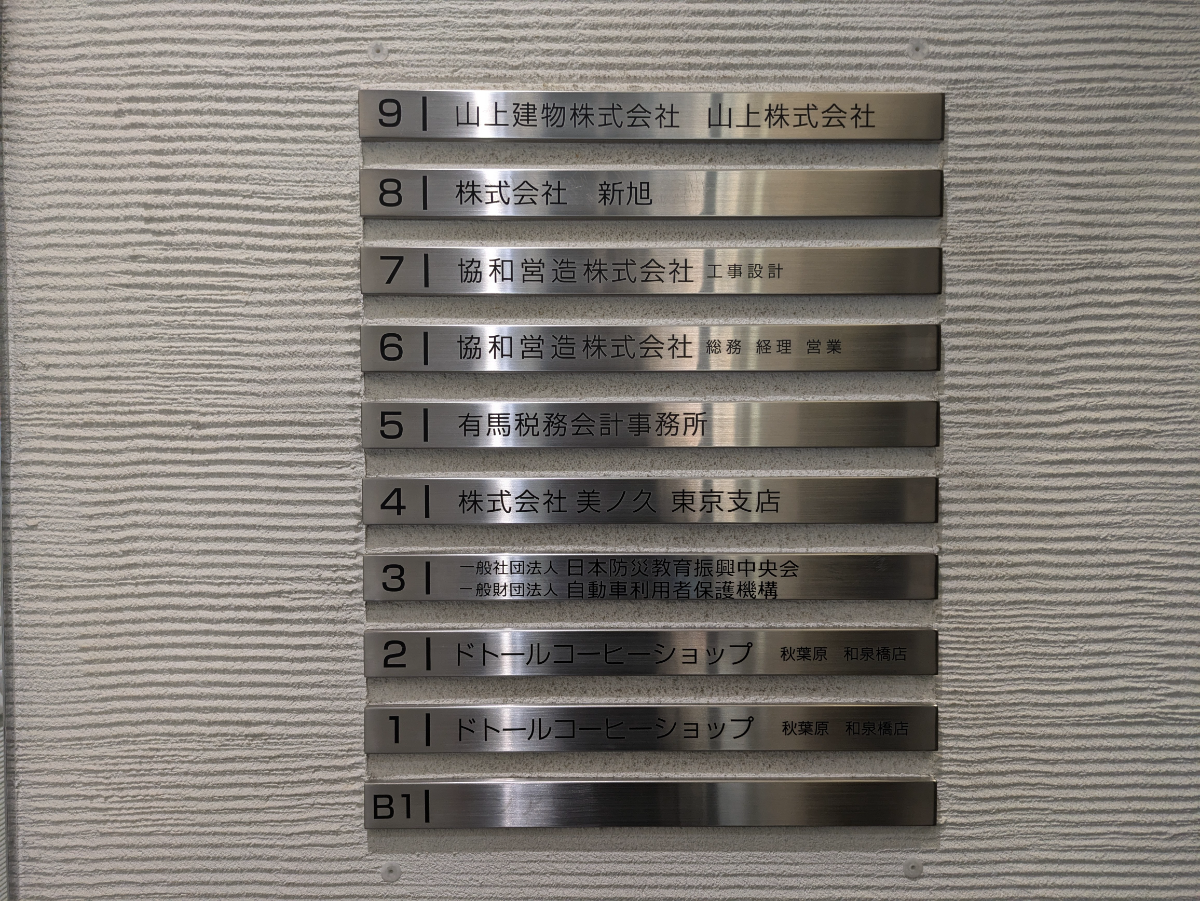 9 山上建物株式会社 山上株式会社
8 株式会社 新旭
7 協和営造株式会社 工事設計
6 協和営造株式会社 総務 経理 営業
5 有馬税務会計事務所
4 株式会社 美ノ久 東京支店
3 一般社団法人 日本防災教育振興中央会
一般財団法人 自動車利用者保護機構
2 ドトールコーヒーショップ 秋葉原 和泉橋店
1 ドトールコーヒーショップ 秋葉原 和泉橋店
B1